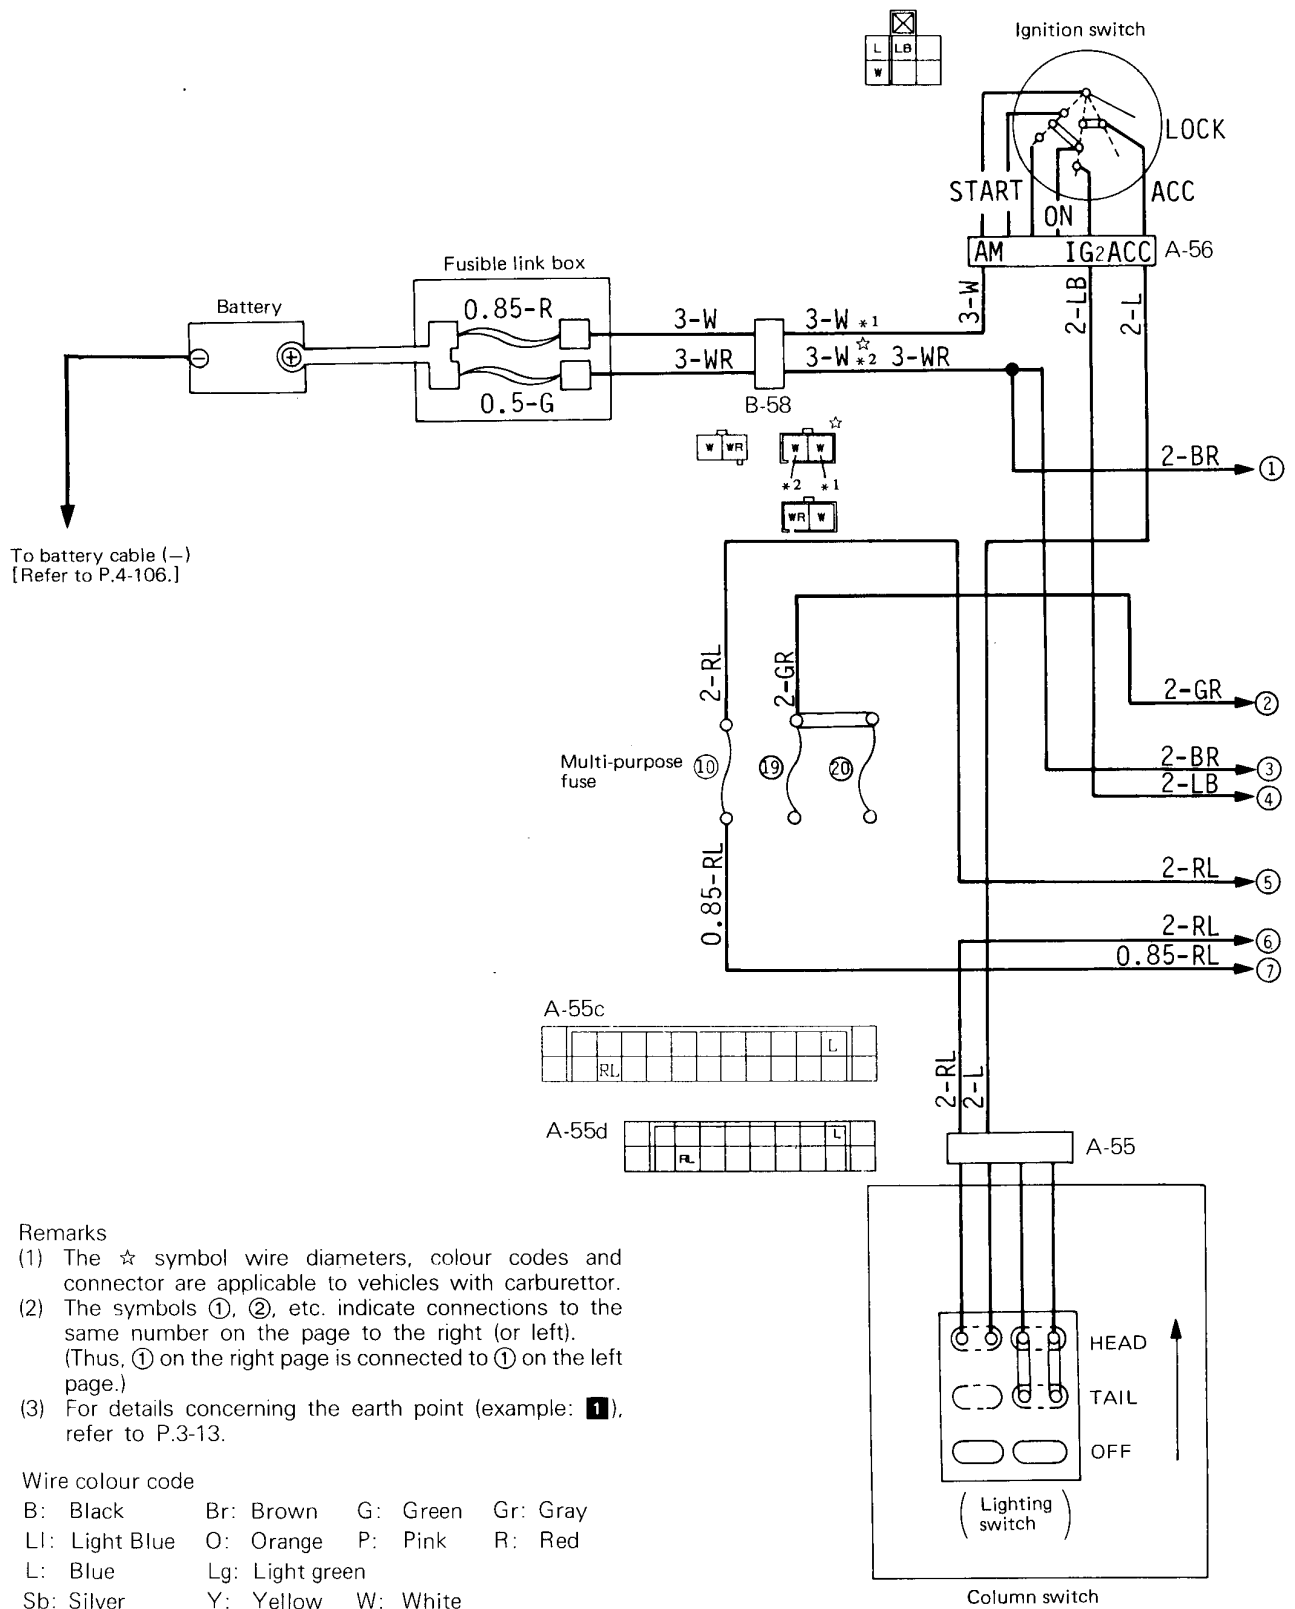 Ignition switch
L LB
W
LOCK
START
ACC
ON
AM IG2 ACC
A-56
Fusible link box
Battery
0.85-R
3-W
3-W *1
3-W
2-LB
2-L
⊖
⊕
3-WR
3-W ☆*2 3-WR
0.5-G
B-58
☆
W WR
W W
*2 *1
2-BR ①
WR W
To battery cable (−)
[Refer to P.4-106.]
2-RL
2-GR
2-GR ②
Multi-purpose
fuse
⑩ ⑲ ⑳
2-BR ③
2-LB ④
2-RL ⑤
0.85-RL
2-RL ⑥
0.85-RL ⑦
A-55c
L
RL
2-RL
2-L
A-55d
L
RL
A-55
HEAD
TAIL
OFF
(Lighting
switch)
Column switch
Remarks
(1) The ☆ symbol wire diameters, colour codes and
connector are applicable to vehicles with carburettor.
(2) The symbols ①, ②, etc. indicate connections to the
same number on the page to the right (or left).
(Thus, ① on the right page is connected to ① on the left
page.)
(3) For details concerning the earth point (example: 1),
refer to P.3-13.
Wire colour code
B: Black Br: Brown G: Green Gr: Gray
Ll: Light Blue O: Orange P: Pink R: Red
L: Blue Lg: Light green
Sb: Silver Y: Yellow W: White